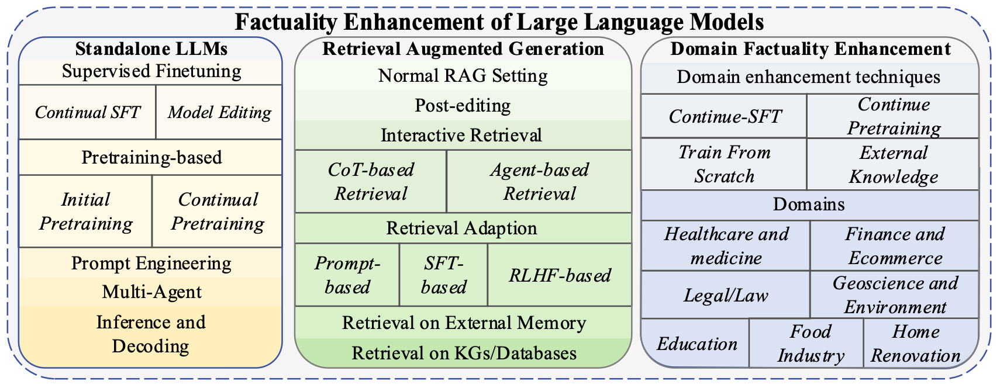 Factuality Enhancement of Large Language Models
Standalone LLMs
Supervised Finetuning
Continual SFT
Model Editing
Pretraining-based
Initial
Pretraining
Continual
Pretraining
Prompt Engineering
Multi-Agent
Inference and
Decoding
Retrieval Augmented Generation
Normal RAG Setting
Post-editing
Interactive Retrieval
CoT-based
Retrieval
Agent-based
Retrieval
Retrieval Adaption
Prompt-
based
SFT-
based
RLHF-based
Retrieval on External Memory
Retrieval on KGs/Databases
Domain Factuality Enhancement
Domain enhancement techniques
Continue-SFT
Continue
Pretraining
Train From
Scratch
External
Knowledge
Domains
Healthcare and
medicine
Finance and
Ecommerce
Legal/Law
Geoscience and
Environment
Education
Food
Industry
Home
Renovation